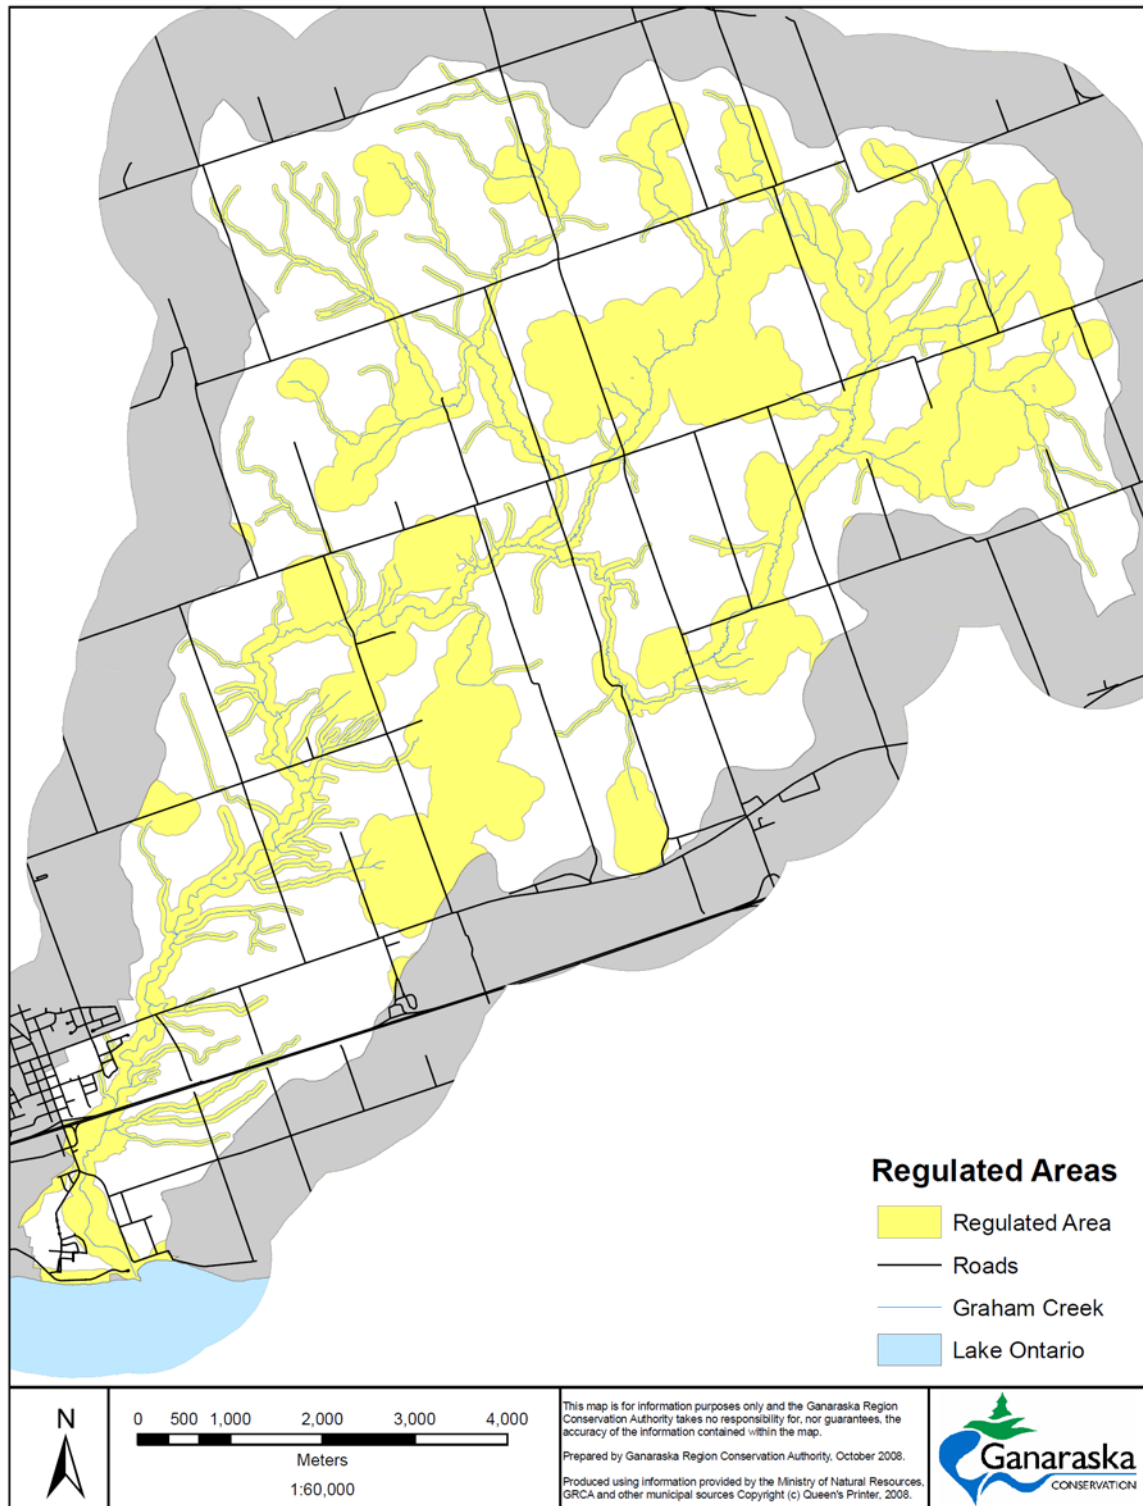 Regulated Areas
Regulated Area
Roads
Graham Creek
Lake Ontario
N
0 500 1,000 2,000 3,000 4,000
Meters
1:60,000
This map is for information purposes only and the Ganaraska Region
Conservation Authority takes no responsibility for, nor guarantees, the
accuracy of the information contained within the map.
Prepared by Ganaraska Region Conservation Authority, October 2008.
Produced using information provided by the Ministry of Natural Resources,
GRCA and other municipal sources Copyright (c) Queen's Printer, 2008.
Ganaraska
CONSERVATION